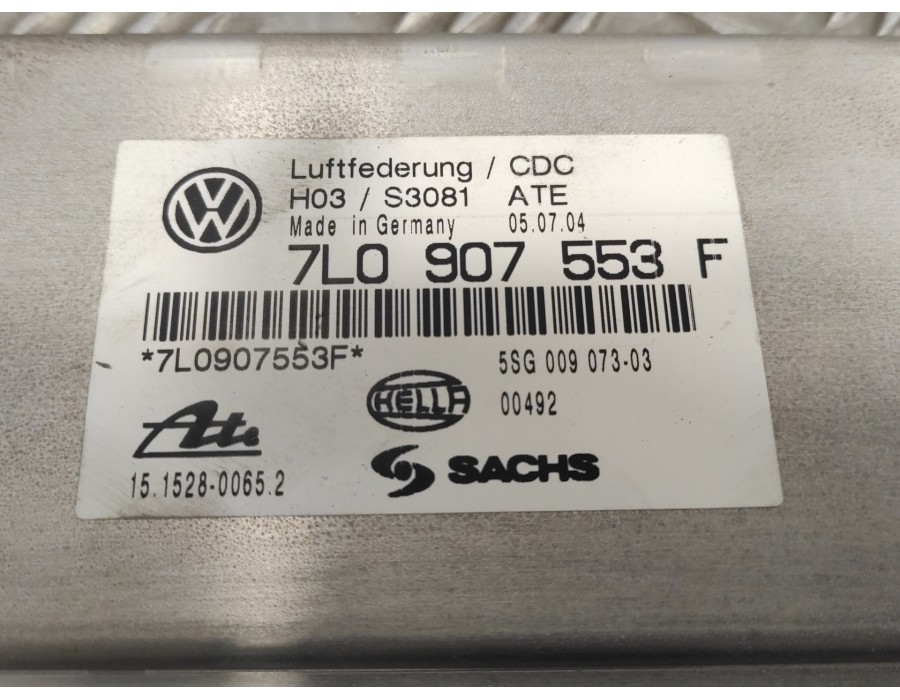 Luftfederung / CDC
H03 / S3081 ATE
Made in Germany 05.07.04
7L0 907 553 F
*7L0907553F* 5SG 009 073-03
HELLA 00492
Ate
SACHS
15.1528-0065.2